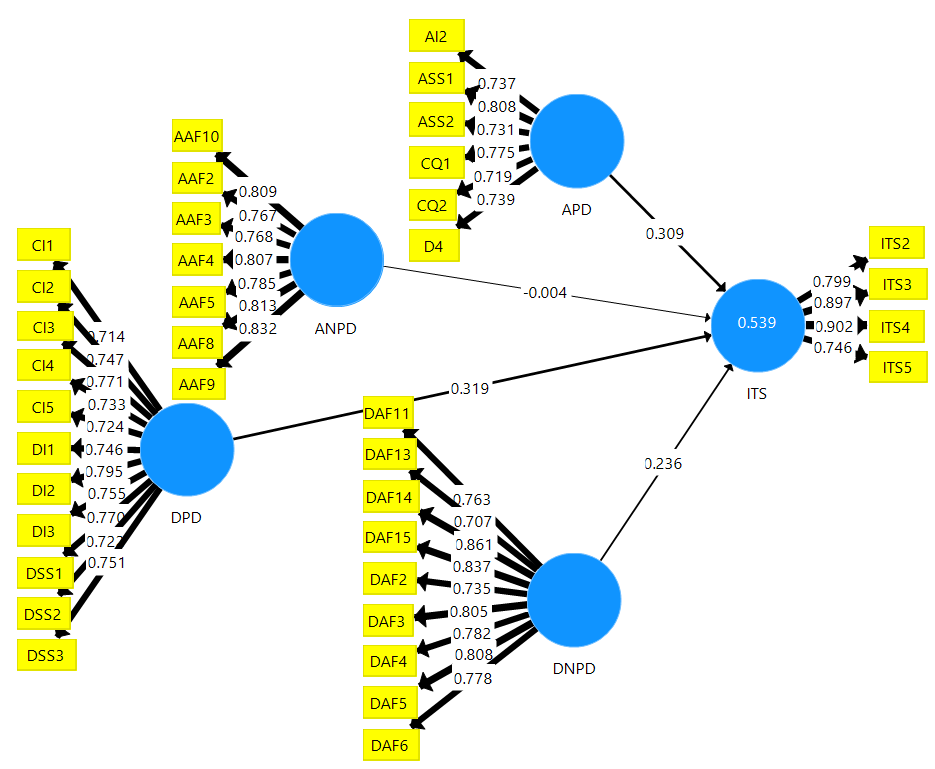 AI2
ASS1
ASS2
CQ1
CQ2
D4
0.737
0.808
0.731
0.775
0.719
0.739
APD
0.309
AAF10
AAF2
AAF3
AAF4
AAF5
AAF8
AAF9
0.809
0.767
0.768
0.807
0.785
0.813
0.832
ANPD
-0.004
CI1
CI2
CI3
CI4
CI5
DI1
DI2
DI3
DSS1
DSS2
DSS3
0.714
0.747
0.771
0.733
0.724
0.746
0.795
0.755
0.770
0.722
0.751
DPD
0.319
DAF11
DAF13
DAF14
DAF15
DAF2
DAF3
DAF4
DAF5
DAF6
0.763
0.707
0.861
0.837
0.735
0.805
0.782
0.808
0.778
DNPD
0.236
0.539
ITS
0.799
0.897
0.902
0.746
ITS2
ITS3
ITS4
ITS5